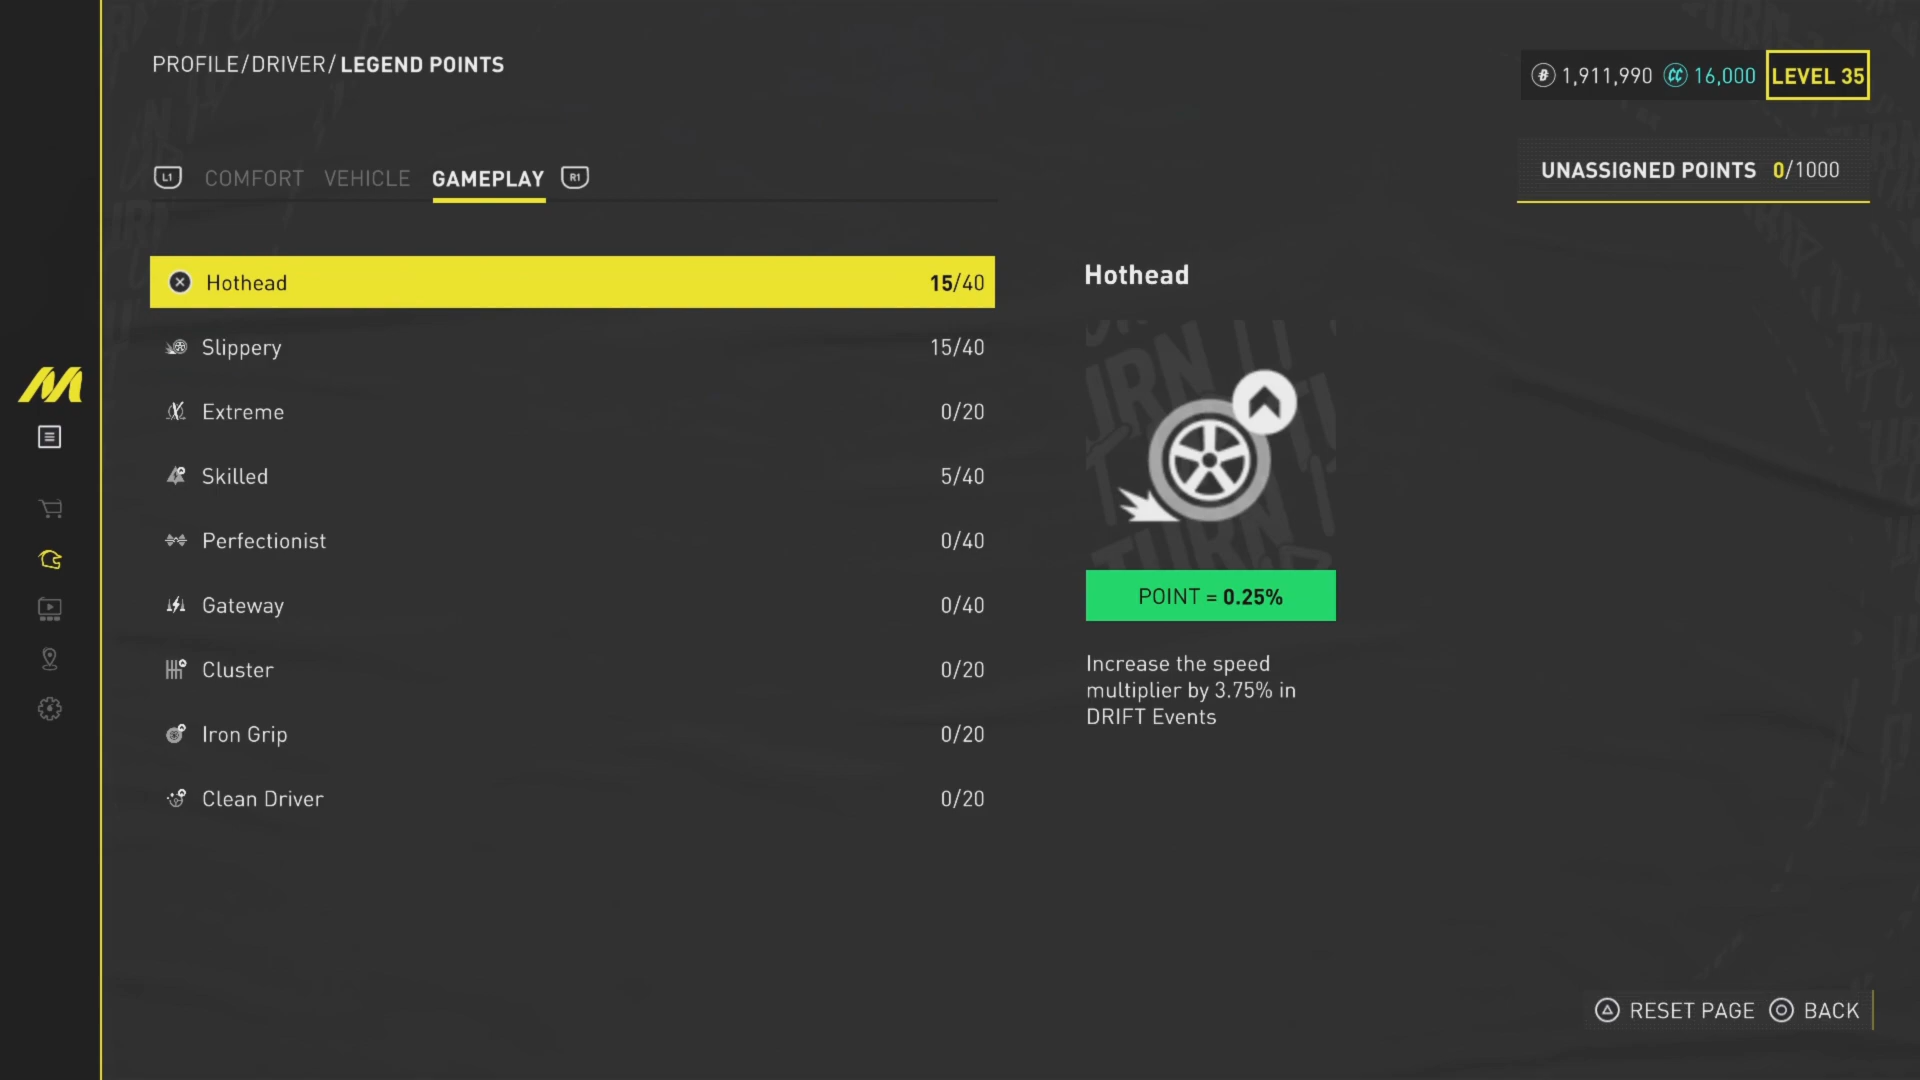 PROFILE/DRIVER/LEGEND POINTS
1,911,990 CC 16,000 LEVEL 35
L1 COMFORT VEHICLE GAMEPLAY R1
UNASSIGNED POINTS 0/1000
Hothead 15/40
Slippery 15/40
Extreme 0/20
Skilled 5/40
Perfectionist 0/40
Gateway 0/40
Cluster 0/20
Iron Grip 0/20
Clean Driver 0/20
Hothead
POINT = 0.25%
Increase the speed
multiplier by 3.75% in
DRIFT Events
RESET PAGE BACK